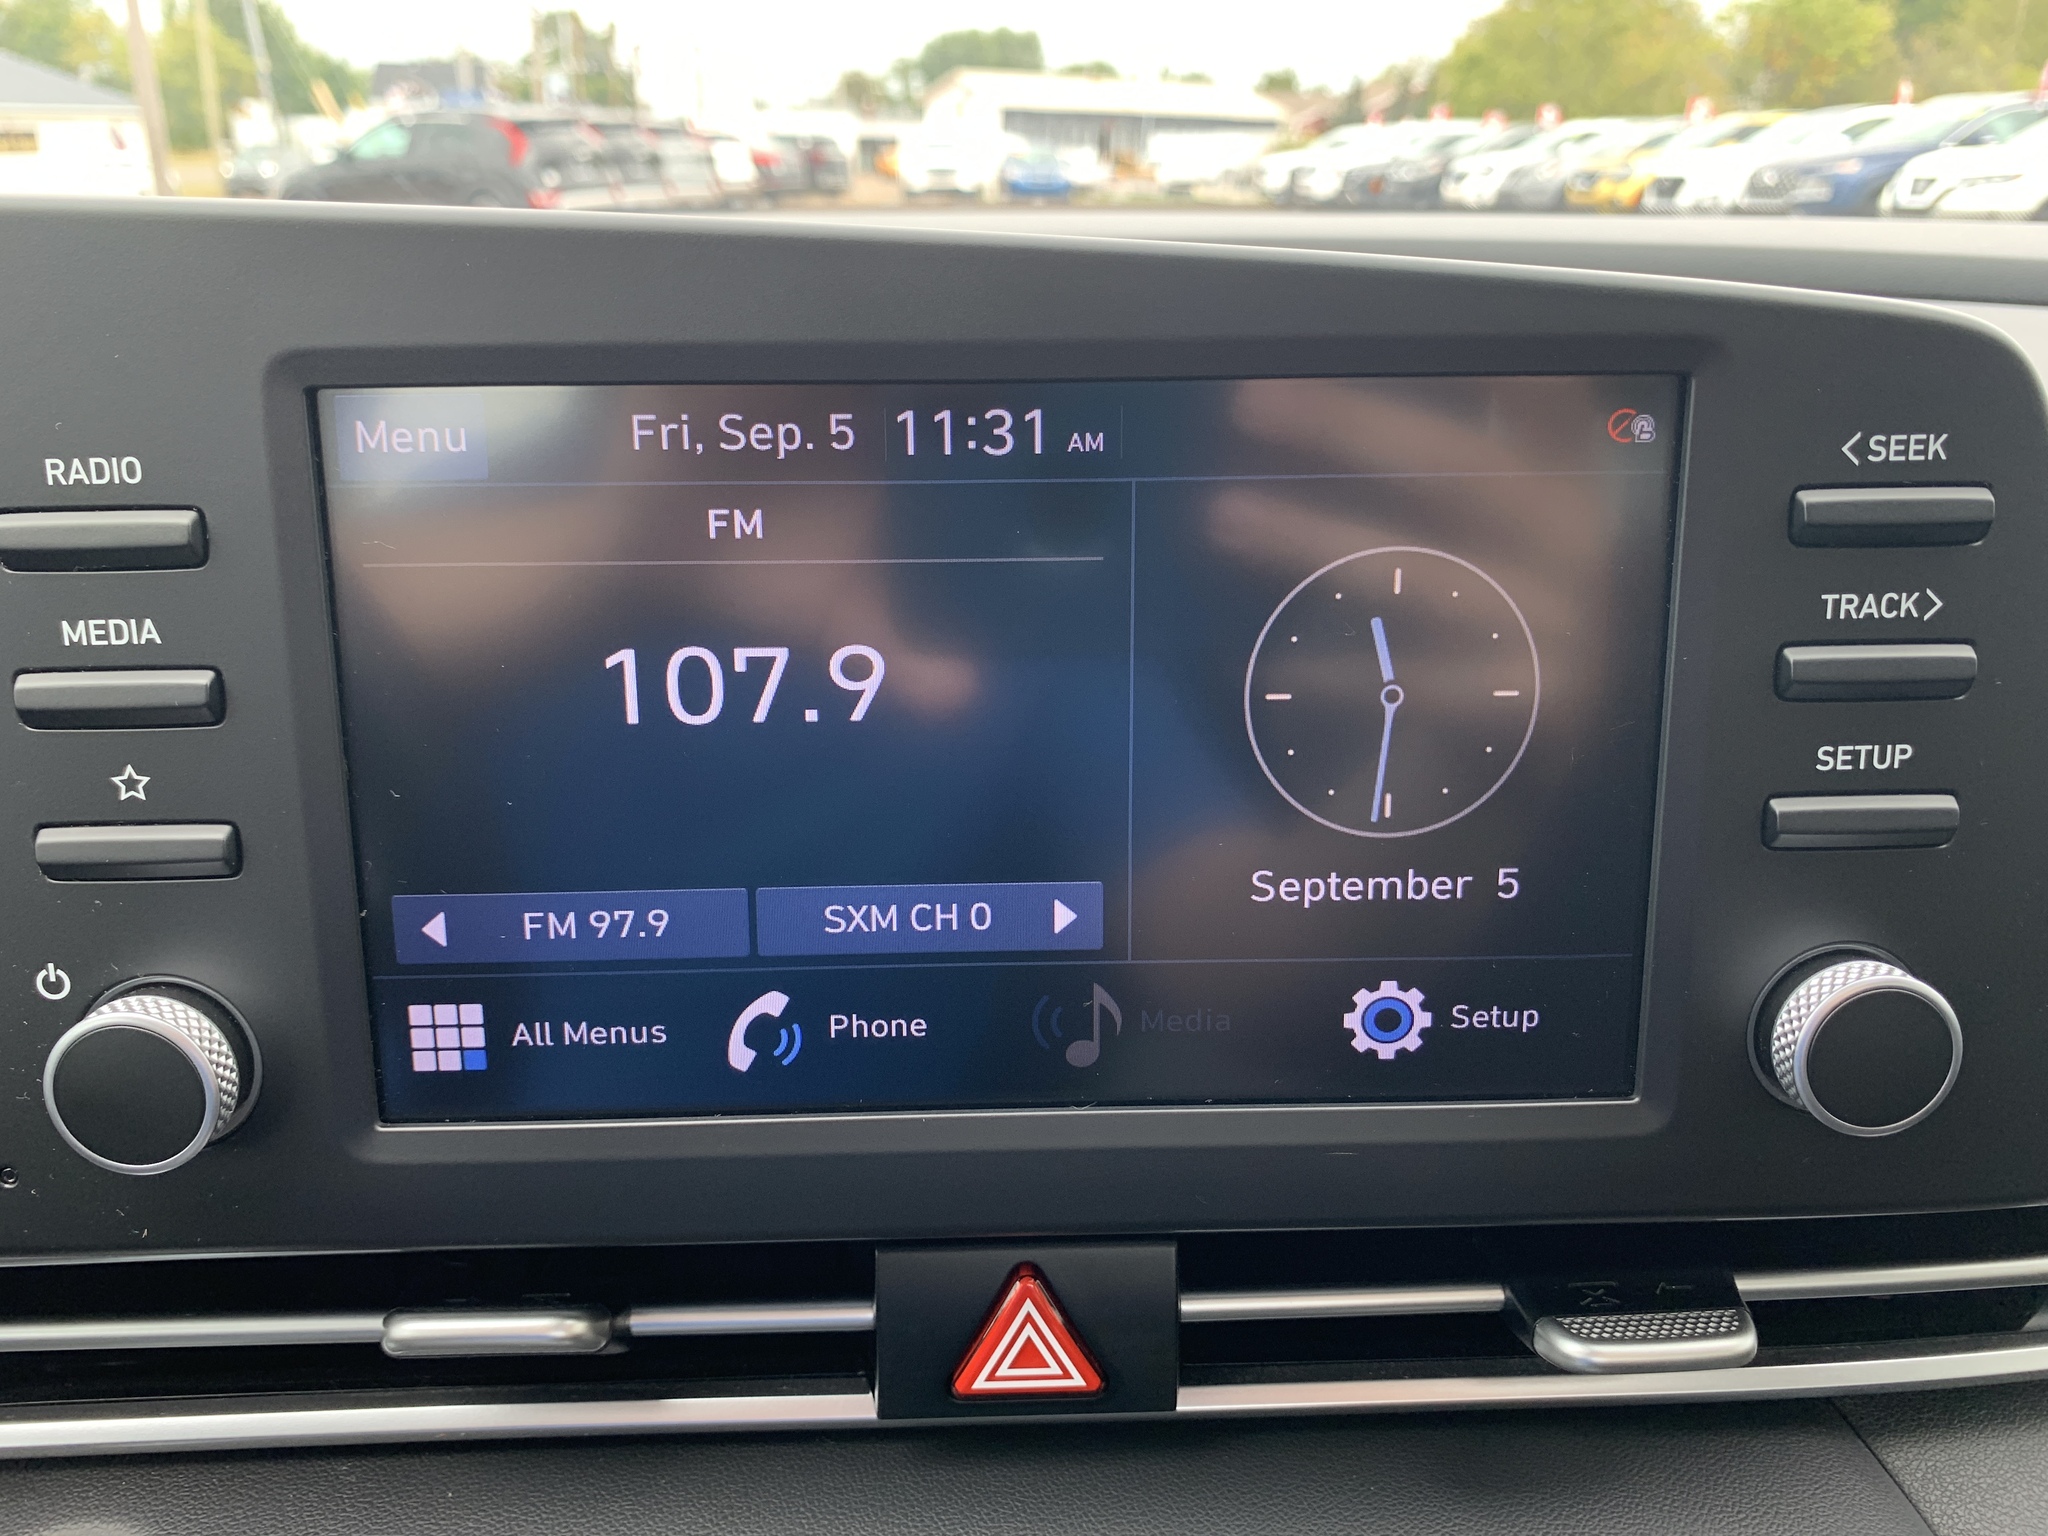 RADIO
MEDIA
Menu
Fri, Sep. 5 11:31 AM
FM
107.9
FM 97.9
SXM CH 0
September 5
All Menus
Phone
Media
Setup
<SEEK
TRACK>
SETUP